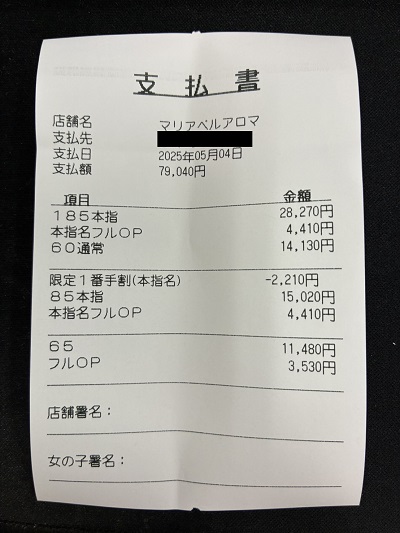 支払書
店舗名 マリアベルアロマ
支払先
支払日 2025年05月04日
支払額 79,040円
項目 金額
185本指 28,270円
本指名フルOP 4,410円
60通常 14,130円
限定1番手割(本指名) -2,210円
85本指 15,020円
本指名フルOP 4,410円
65 11,480円
フルOP 3,530円
店舗署名：
女の子署名：